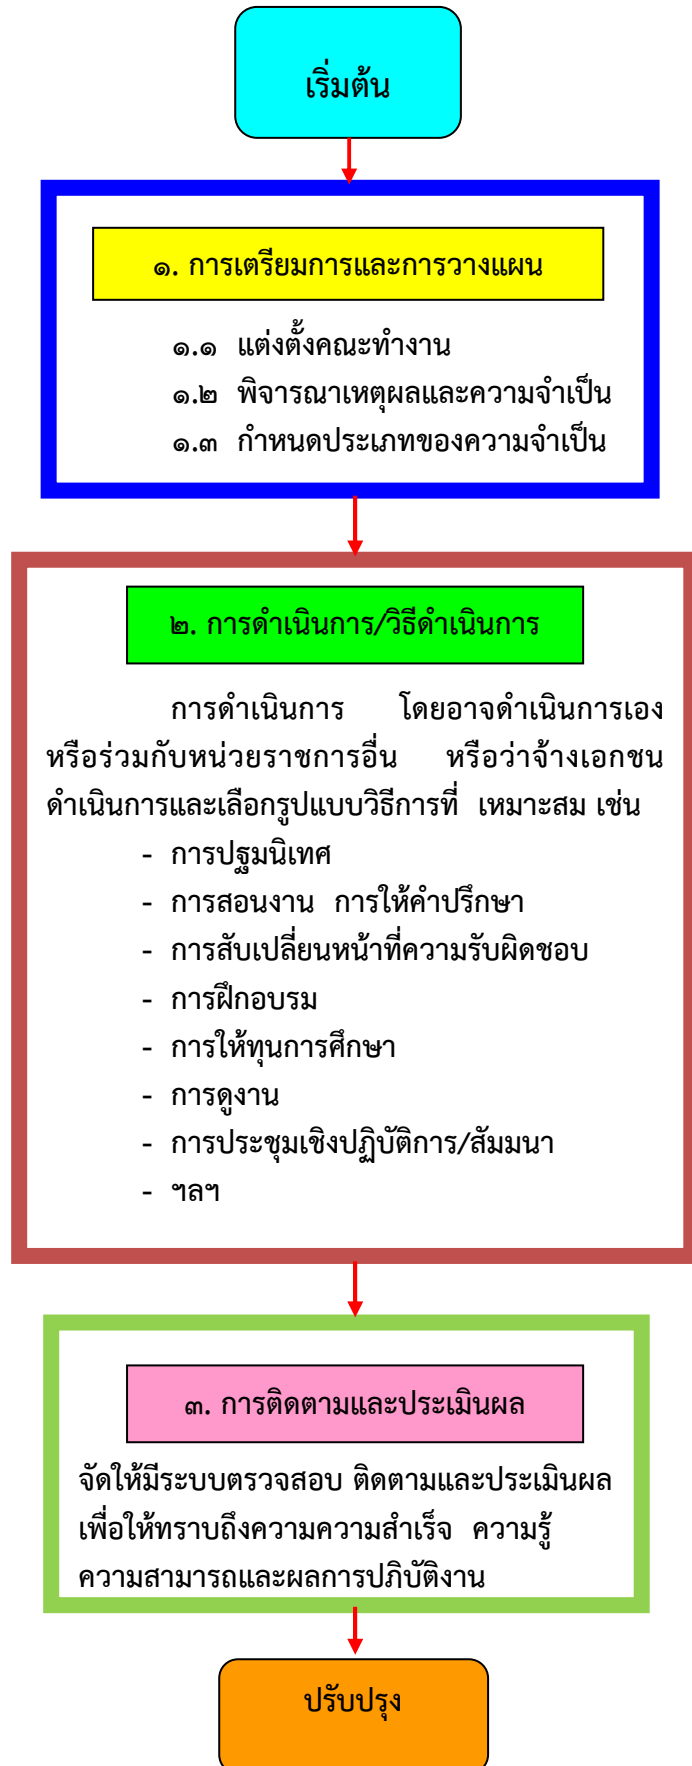 เริ่มต้น
๑. การเตรียมการและการวางแผน
๑.๑ แต่งตั้งคณะทำงาน
๑.๒ พิจารณาเหตุผลและความจำเป็น
๑.๓ กำหนดประเภทของความจำเป็น
๒. การดำเนินการ/วิธีดำเนินการ
การดำเนินการ โดยอาจดำเนินการเอง
หรือร่วมกับหน่วยราชการอื่น หรือว่าจ้างเอกชน
ดำเนินการและเลือกรูปแบบวิธีการที่ เหมาะสม เช่น
- การปฐมนิเทศ
- การสอนงาน การให้คำปรึกษา
- การสับเปลี่ยนหน้าที่ความรับผิดชอบ
- การฝึกอบรม
- การให้ทุนการศึกษา
- การดูงาน
- การประชุมเชิงปฏิบัติการ/สัมมนา
- ฯลฯ
๓. การติดตามและประเมินผล
จัดให้มีระบบตรวจสอบ ติดตามและประเมินผล
เพื่อให้ทราบถึงความความสำเร็จ ความรู้
ความสามารถและผลการปภิบัติงาน
ปรับปรุง